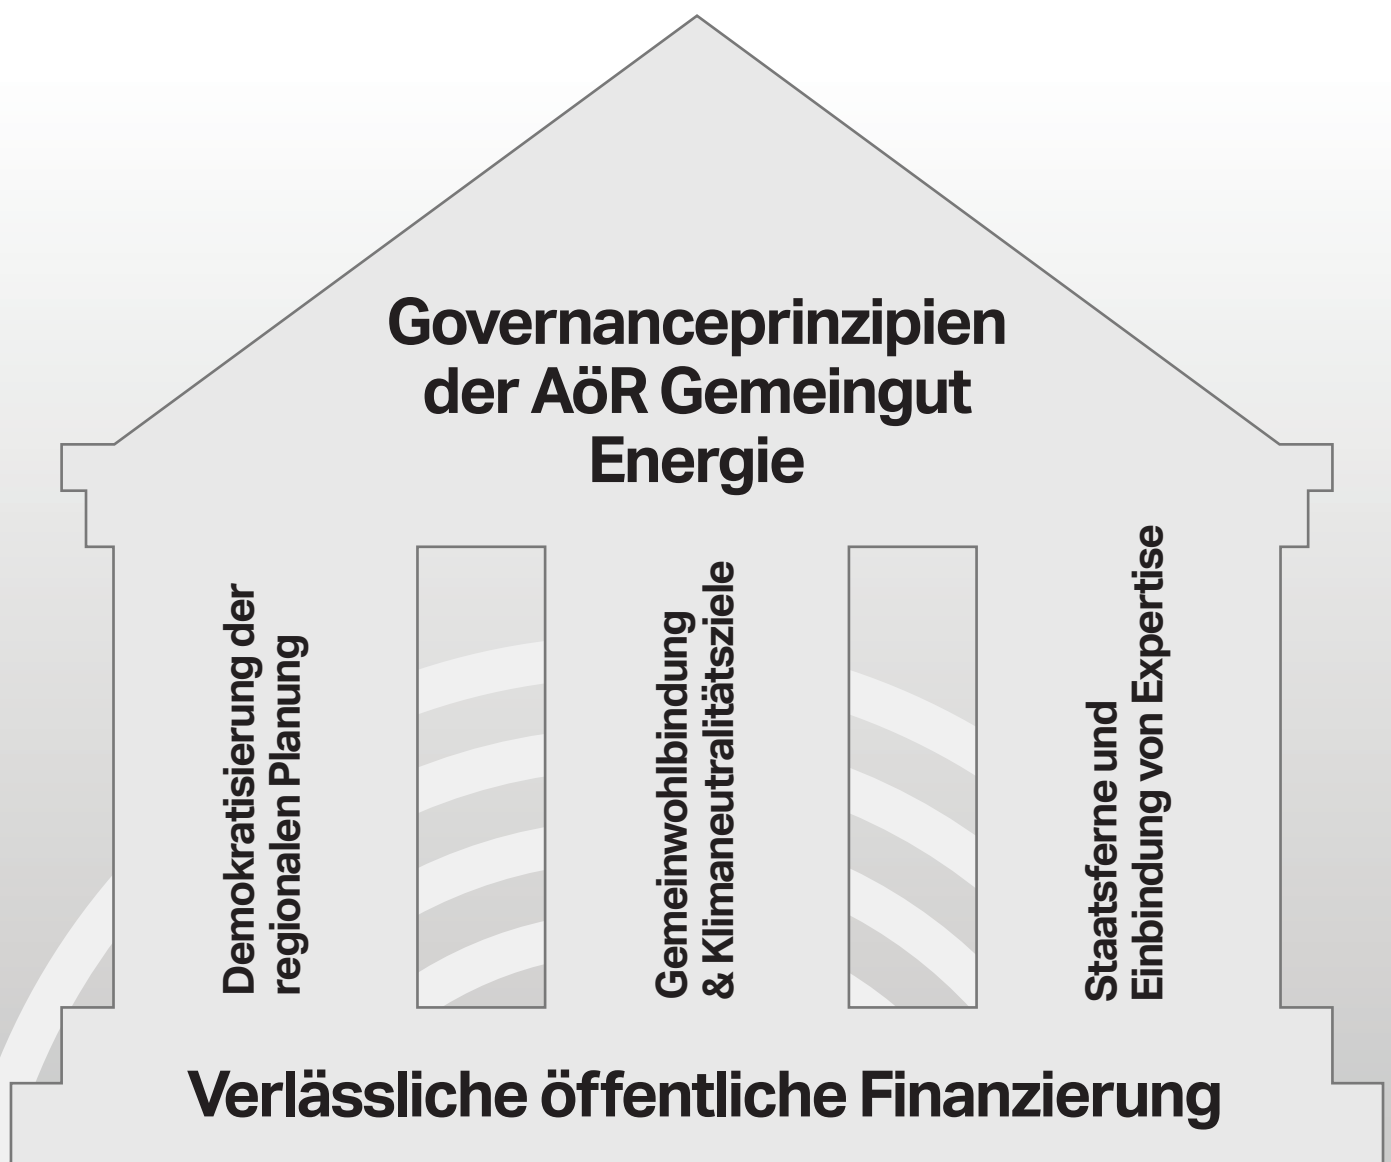 Governanceprinzipien
der AöR Gemeingut
Energie
Demokratisierung der
regionalen Planung
Gemeinwohlbindung
& Klimaneutralitätsziele
Staatsferne und
Einbindung von Expertise
Verlässliche öffentliche Finanzierung